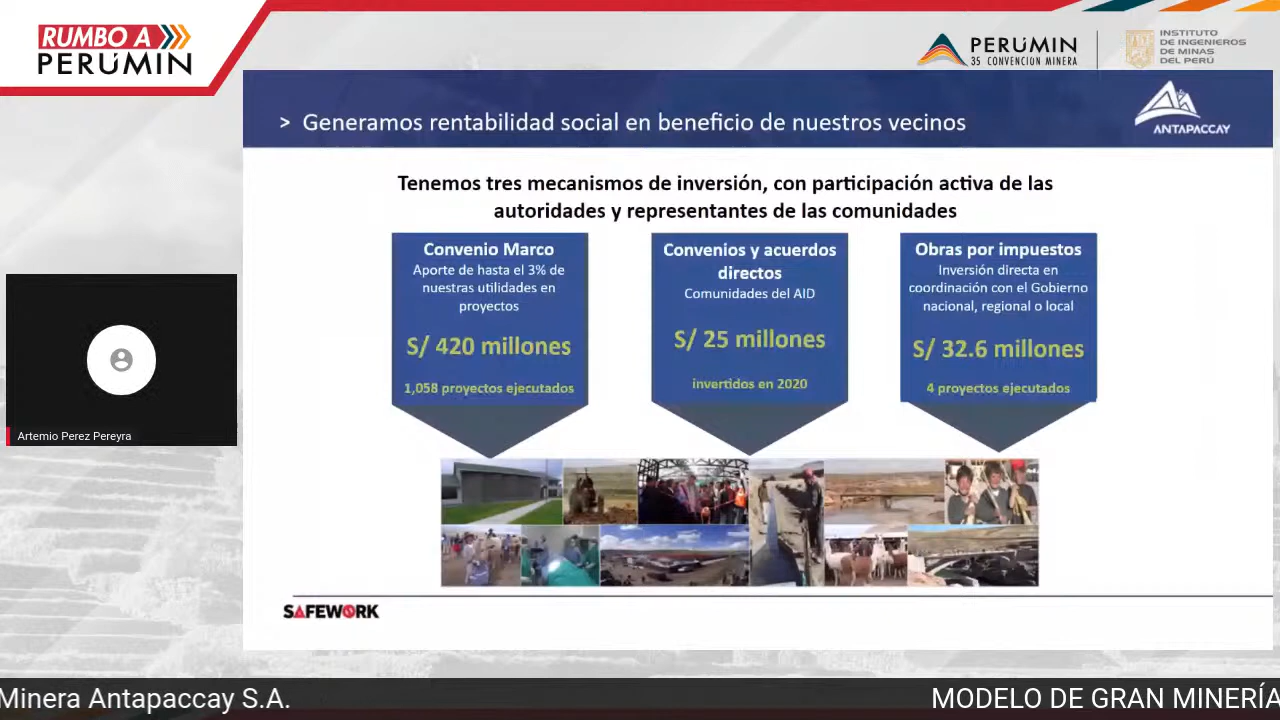 RUMBO A
PERÚMIN
PERÚMIN
35 CONVENCIÓN MINERA
INSTITUTO
DE INGENIEROS
DE MINAS
DEL PERÚ
> Generamos rentabilidad social en beneficio de nuestros vecinos
ANTAPACCAY
Tenemos tres mecanismos de inversión, con participación activa de las
autoridades y representantes de las comunidades
Convenio Marco
Aporte de hasta el 3% de
nuestras utilidades en
proyectos
S/ 420 millones
1,058 proyectos ejecutados
Convenios y acuerdos
directos
Comunidades del AID
S/ 25 millones
invertidos en 2020
Obras por impuestos
Inversión directa en
coordinación con el Gobierno
nacional, regional o local
S/ 32.6 millones
4 proyectos ejecutados
Artemio Perez Pereyra
SAFEWORK
Minera Antapaccay S.A.
MODELO DE GRAN MINERÍA